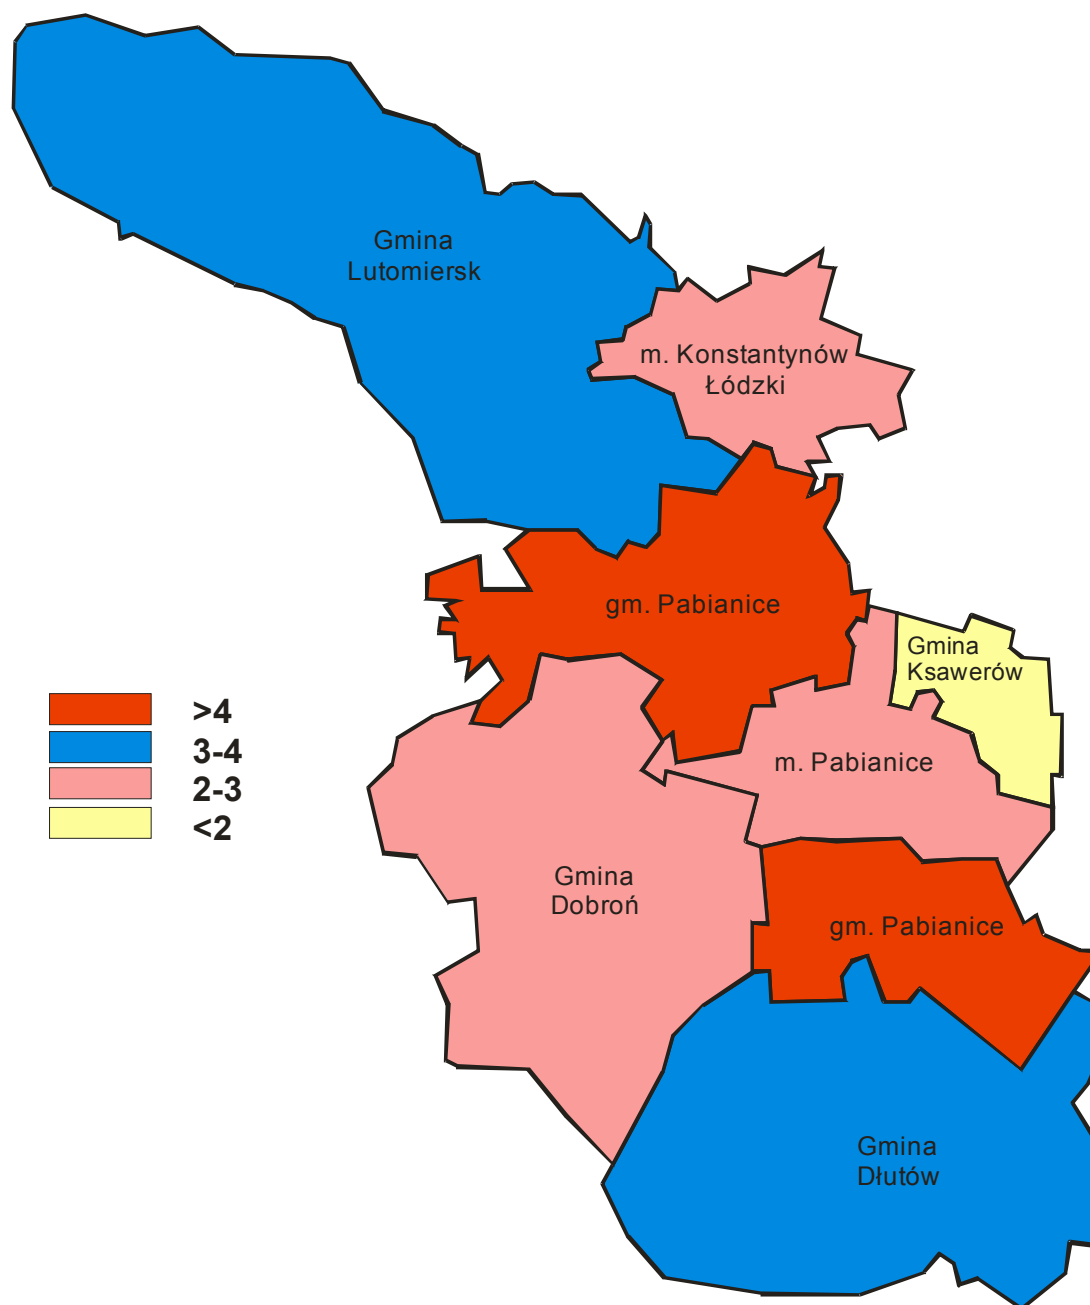 Gmina
Lutomiersk
m. Konstantynów
Łódzki
gm. Pabianice
Gmina
Ksawerów
>4
3-4
2-3
<2
m. Pabianice
Gmina
Dobroń
gm. Pabianice
Gmina
Dłutów